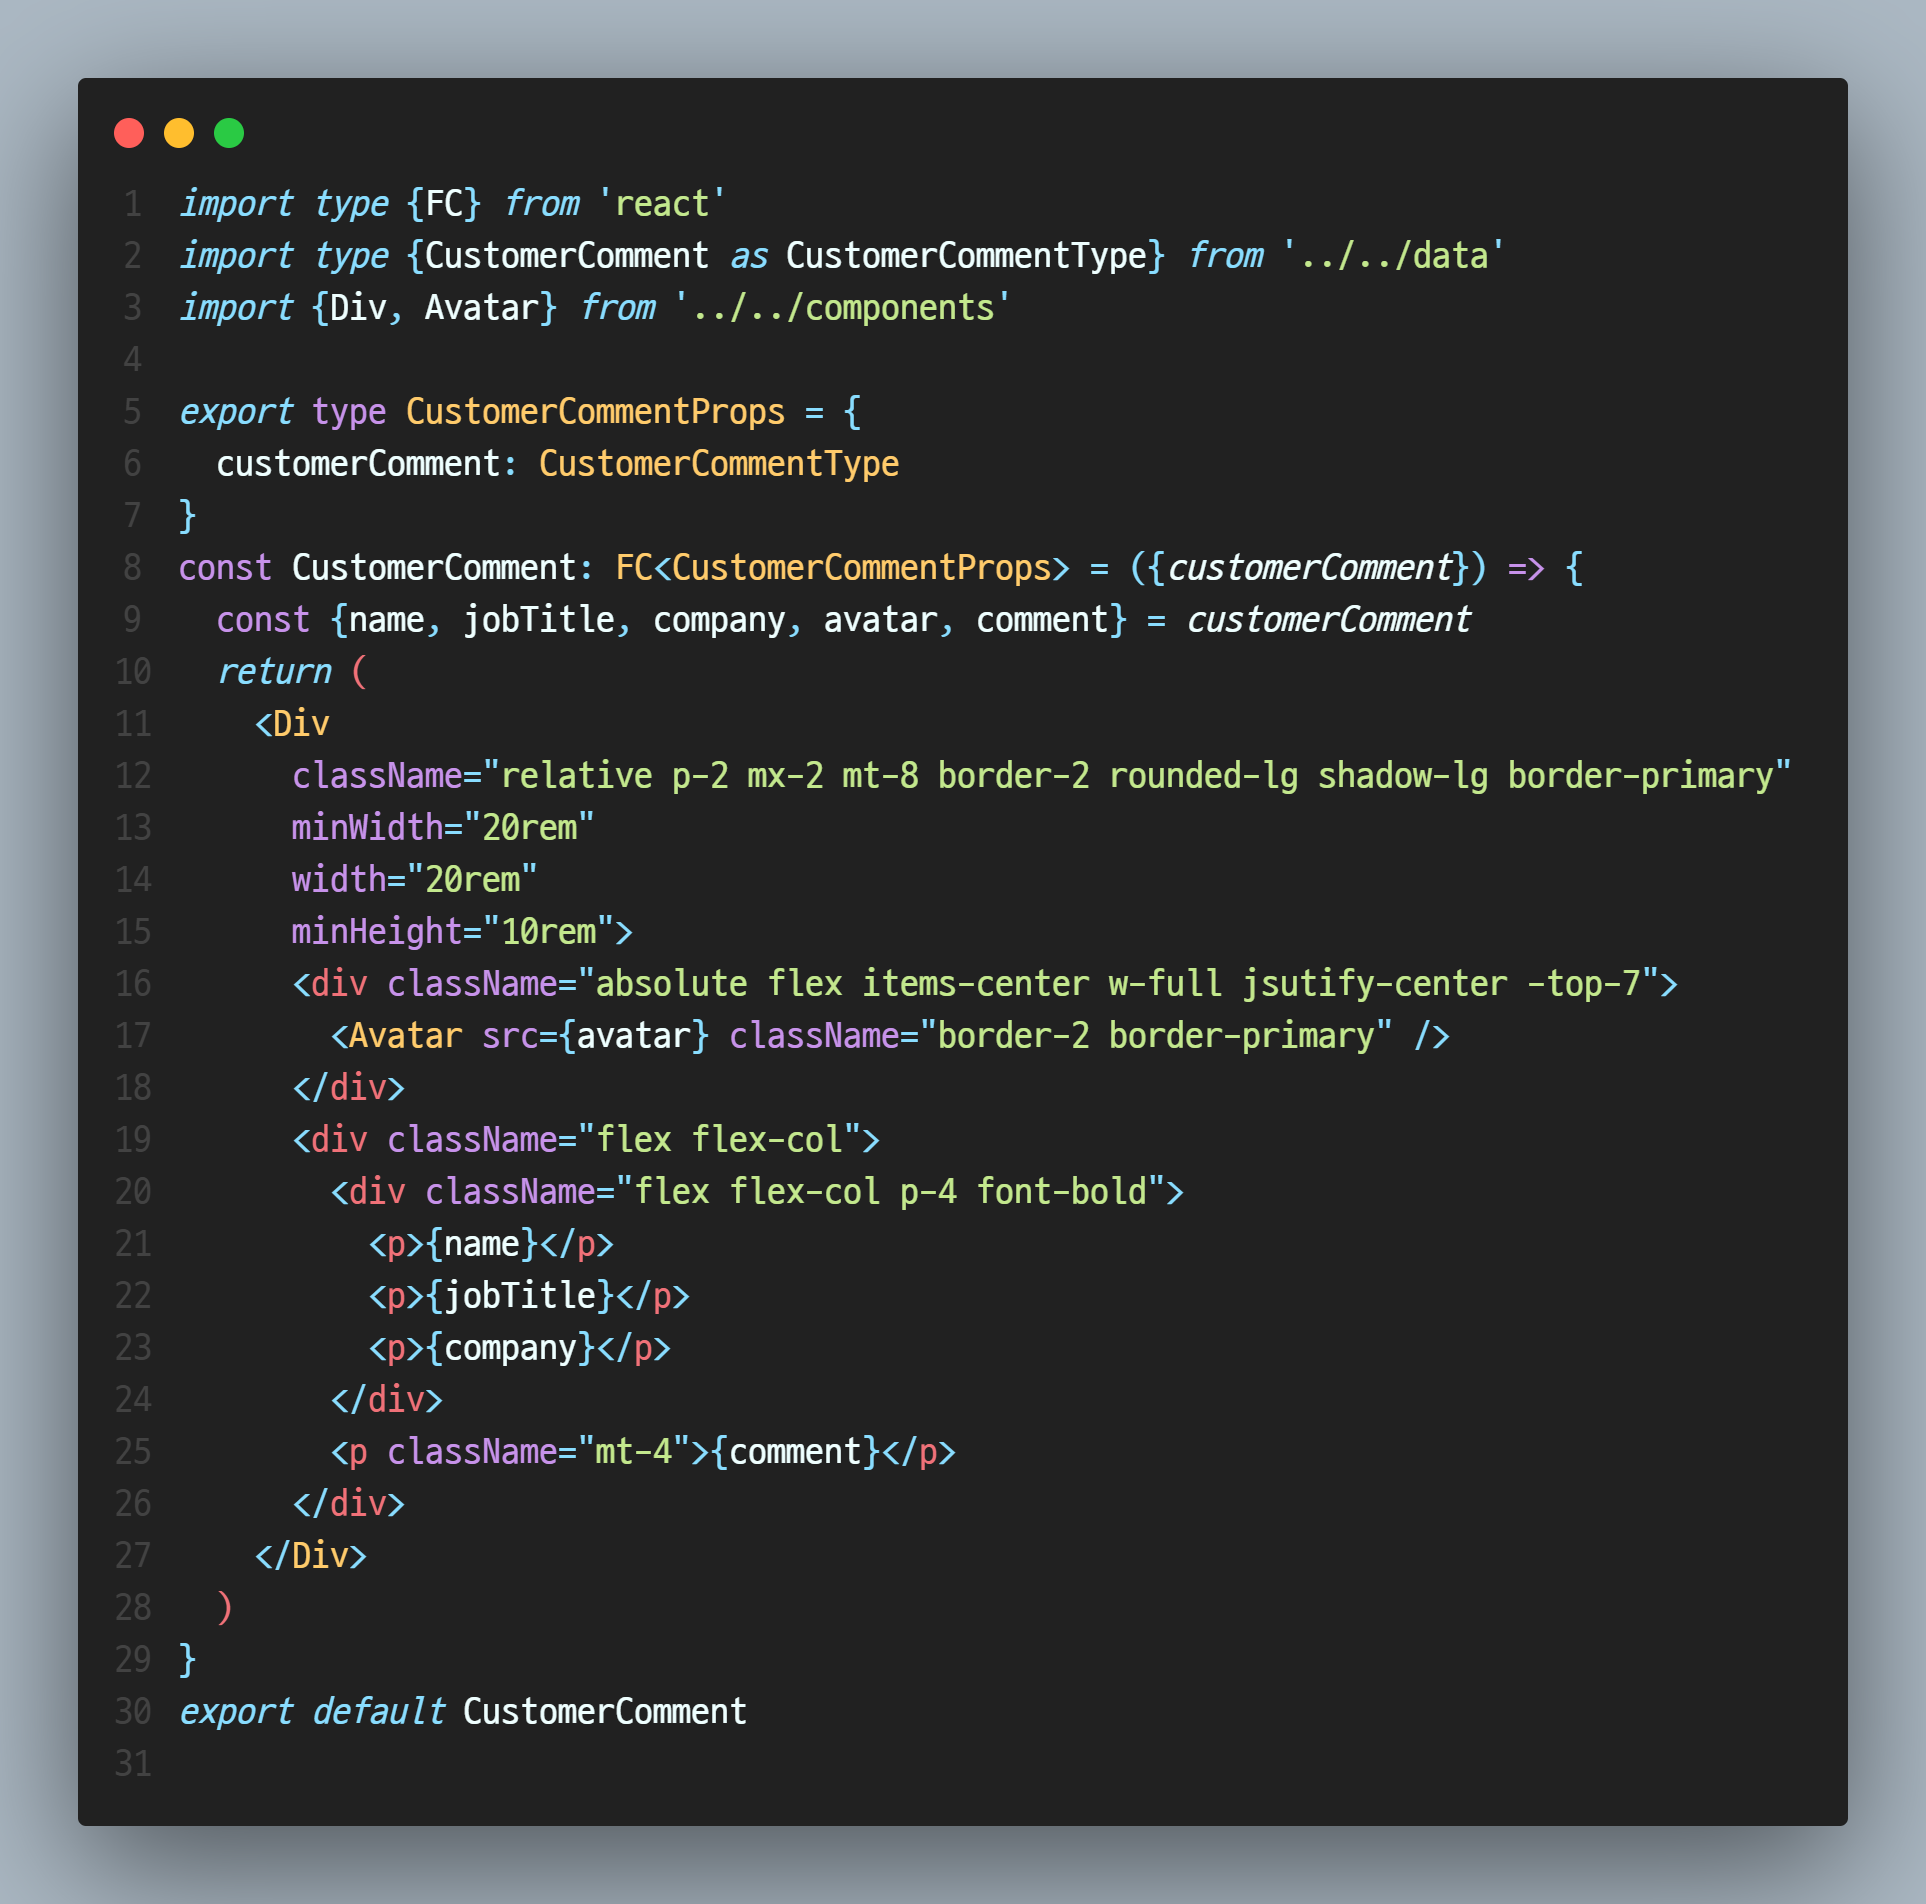 1 import type {FC} from 'react'
2 import type {CustomerComment as CustomerCommentType} from '../../data'
3 import {Div, Avatar} from '../../components'
4
5 export type CustomerCommentProps = {
6   customerComment: CustomerCommentType
7 }
8 const CustomerComment: FC<CustomerCommentProps> = ({customerComment}) => {
9   const {name, jobTitle, company, avatar, comment} = customerComment
10   return (
11     <Div
12       className="relative p-2 mx-2 mt-8 border-2 rounded-lg shadow-lg border-primary"
13       minWidth="20rem"
14       width="20rem"
15       minHeight="10rem">
16       <div className="absolute flex items-center w-full jsutify-center -top-7">
17         <Avatar src={avatar} className="border-2 border-primary" />
18       </div>
19       <div className="flex flex-col">
20         <div className="flex flex-col p-4 font-bold">
21           <p>{name}</p>
22           <p>{jobTitle}</p>
23           <p>{company}</p>
24         </div>
25         <p className="mt-4">{comment}</p>
26       </div>
27     </Div>
28   )
29 }
30 export default CustomerComment
31